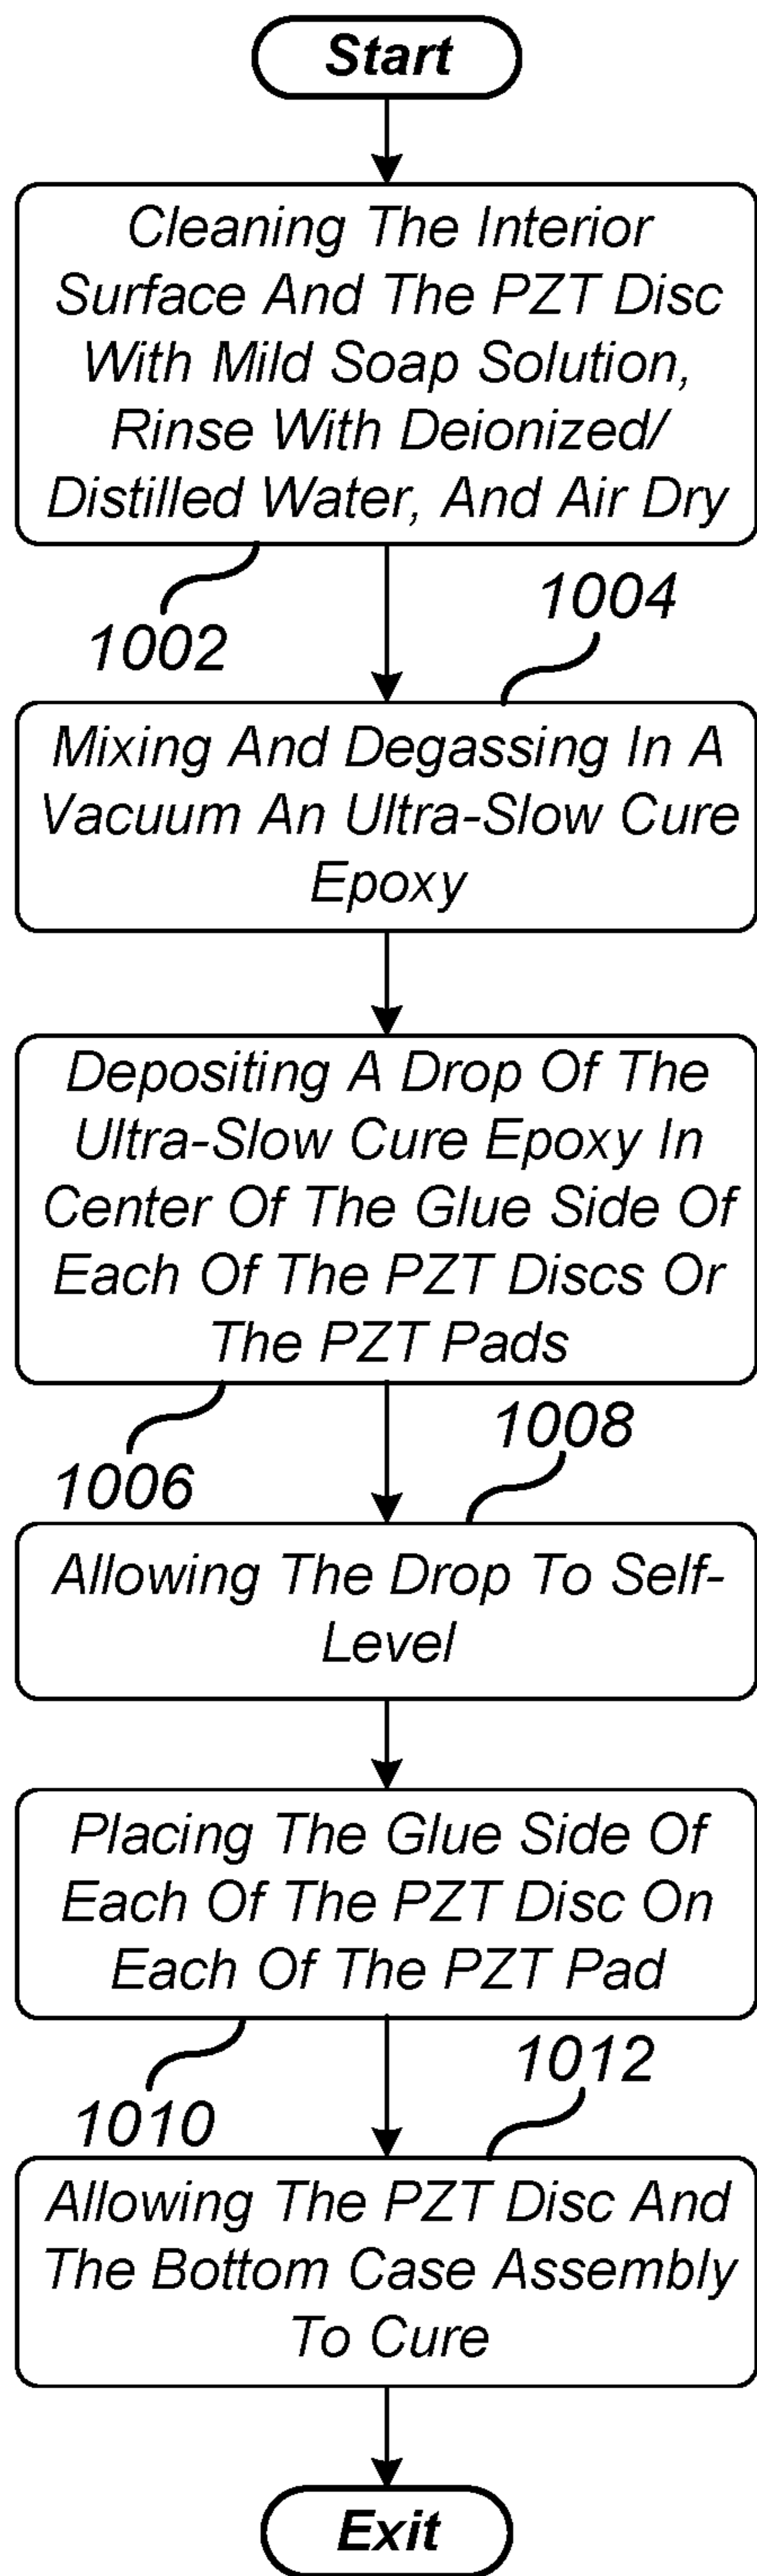 Start
Cleaning The Interior
Surface And The PZT Disc
With Mild Soap Solution,
Rinse With Deionized/
Distilled Water, And Air Dry
1002
1004
Mixing And Degassing In A
Vacuum An Ultra-Slow Cure
Epoxy
Depositing A Drop Of The
Ultra-Slow Cure Epoxy In
Center Of The Glue Side Of
Each Of The PZT Discs Or
The PZT Pads
1006
1008
Allowing The Drop To Self-
Level
Placing The Glue Side Of
Each Of The PZT Disc On
Each Of The PZT Pad
1010
1012
Allowing The PZT Disc And
The Bottom Case Assembly
To Cure
Exit